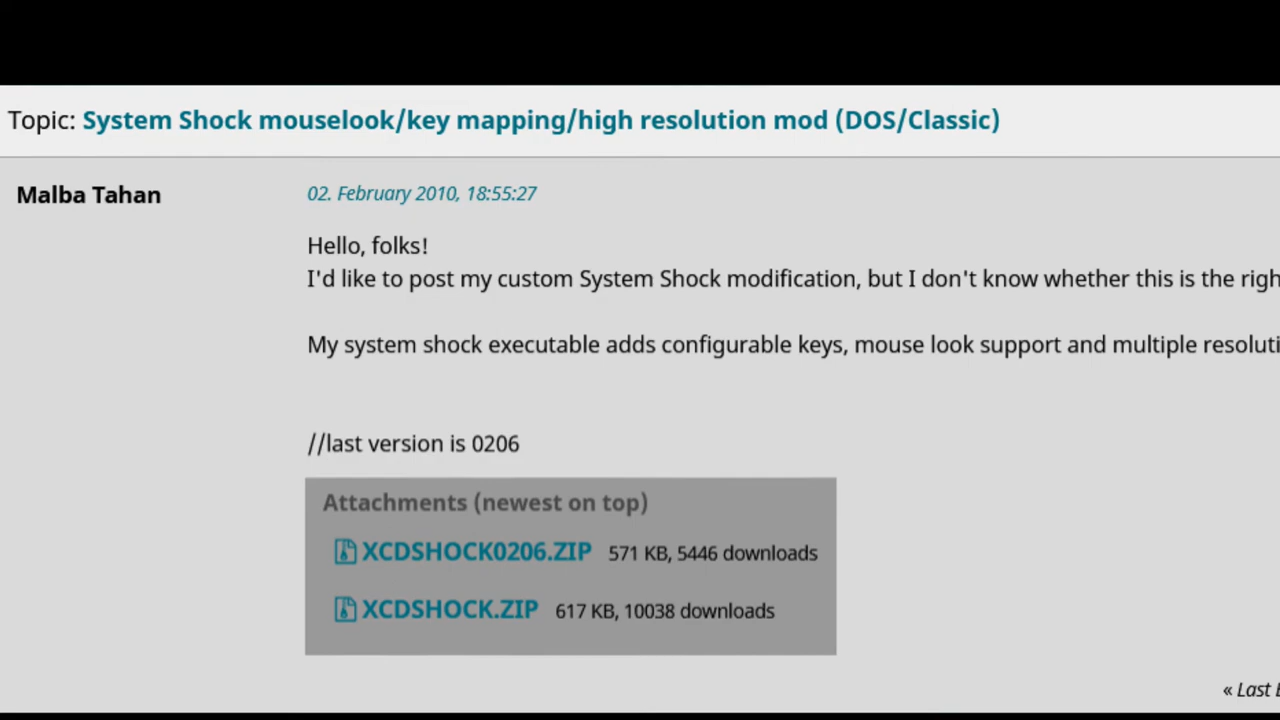 Topic: System Shock mouselook/key mapping/high resolution mod (DOS/Classic)
Malba Tahan
02. February 2010, 18:55:27
Hello, folks!
I'd like to post my custom System Shock modification, but I don't know whether this is the righ
My system shock executable adds configurable keys, mouse look support and multiple resoluti
//last version is 0206
Attachments (newest on top)
XCDSHOCK0206.ZIP 571 KB, 5446 downloads
XCDSHOCK.ZIP 617 KB, 10038 downloads
« Last E